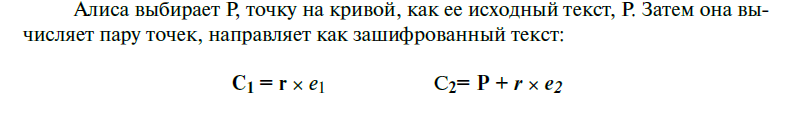 Алиса выбирает P, точку на кривой, как ее исходный текст, P. Затем она вы-
числяет пару точек, направляет как зашифрованный текст:
C₁ = r × e₁ C₂= P + r × e₂